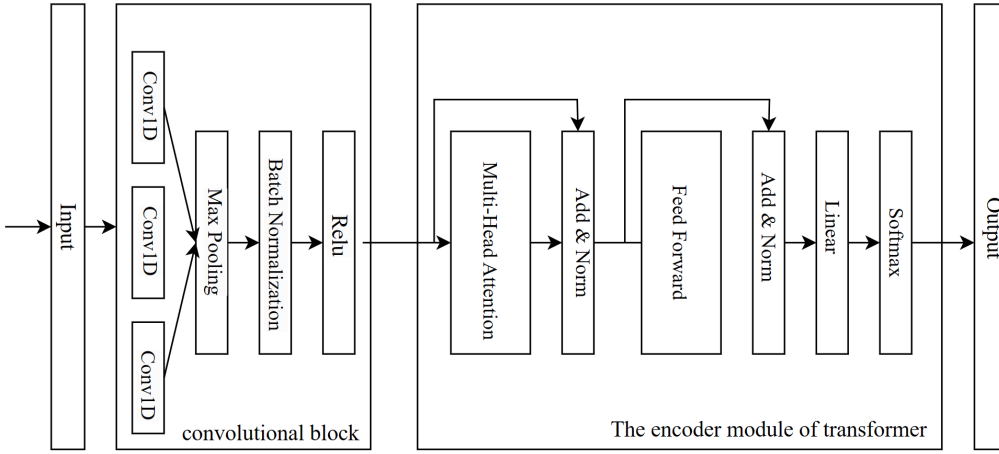 Input
Conv1D
Conv1D
Conv1D
Max Pooling
Batch Normalization
Relu
convolutional block
Multi-Head Attention
Add & Norm
Feed Forward
Add & Norm
Linear
Softmax
The encoder module of transformer
Output